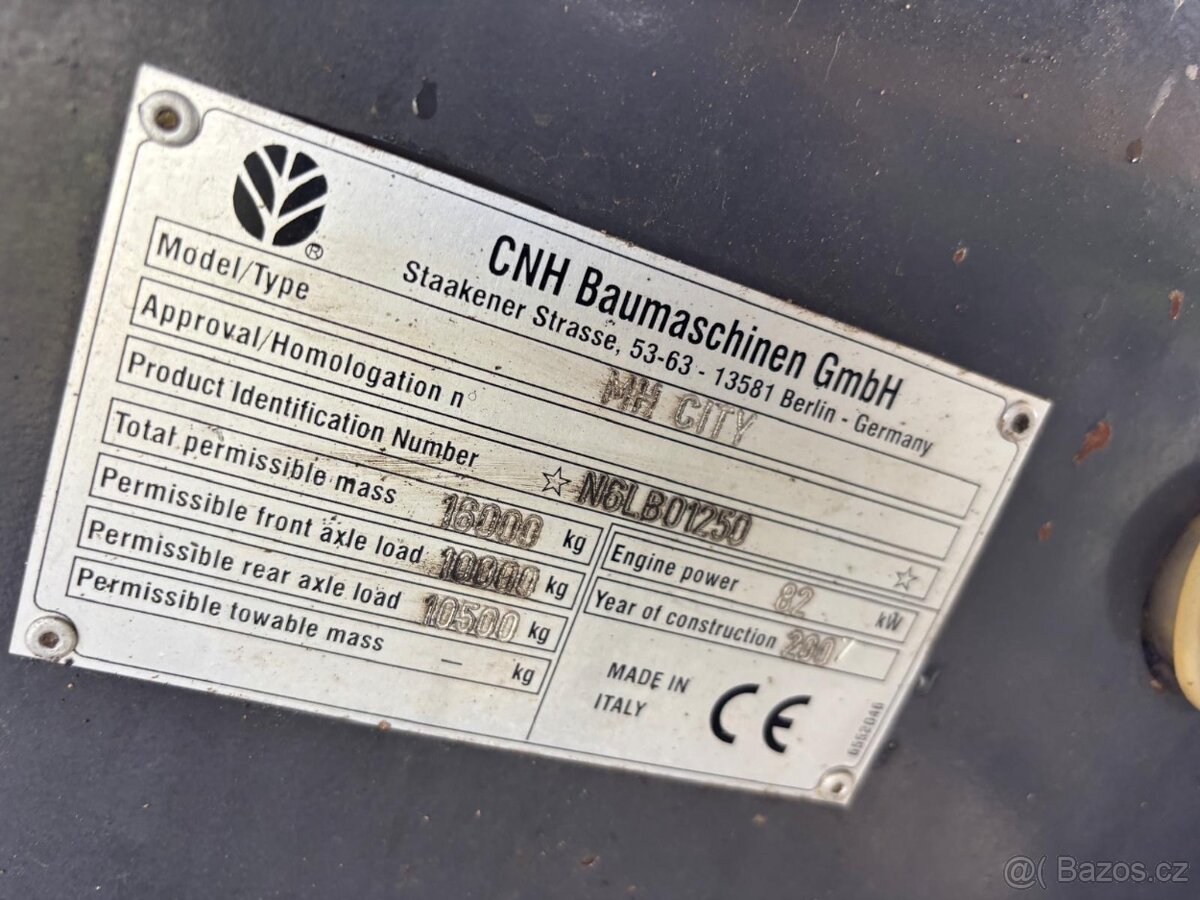 ®
CNH Baumaschinen GmbH
Staakener Strasse, 53-63 - 13581 Berlin - Germany
Model/Type MH CITY
Approval/Homologation n°
Product Identification Number ☆ N6LB01250 ☆
Total permissible mass 16000 kg
Permissible front axle load 10000 kg
Permissible rear axle load 10500 kg
Permissible towable mass — kg
Engine power 82 kW
Year of construction 2007
MADE IN
ITALY
CE
6552046
@( Bazos.cz